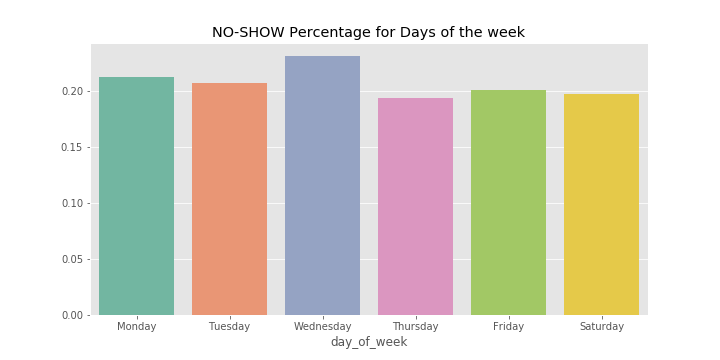 NO-SHOW Percentage for Days of the week
0.20
0.15
0.10
0.05
0.00
Monday Tuesday Wednesday Thursday Friday Saturday
day_of_week